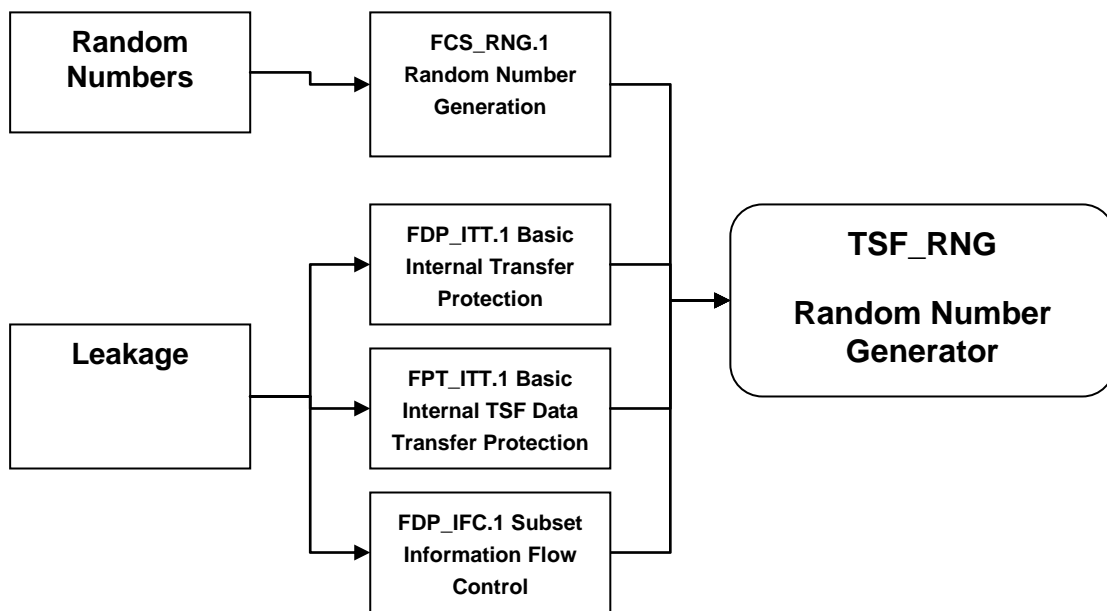 Random
Numbers
FCS_RNG.1
Random Number
Generation
Leakage
FDP_ITT.1 Basic
Internal Transfer
Protection
FPT_ITT.1 Basic
Internal TSF Data
Transfer Protection
FDP_IFC.1 Subset
Information Flow
Control
TSF_RNG
Random Number
Generator